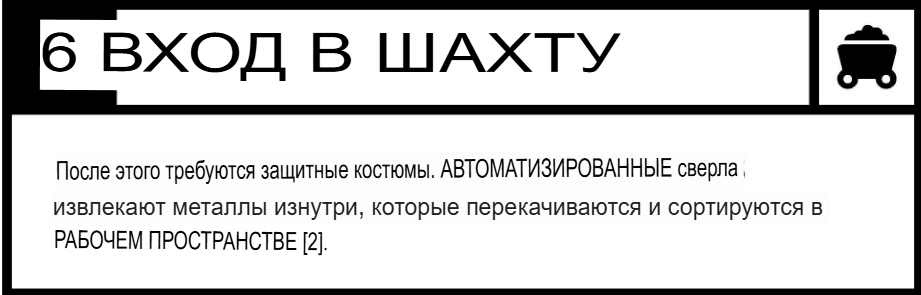 6 ВХОД В ШАХТУ
После этого требуются защитные костюмы. АВТОМАТИЗИРОВАННЫЕ сверла
извлекают металлы изнутри, которые перекачиваются и сортируются в
РАБОЧЕМ ПРОСТРАНСТВЕ [2].